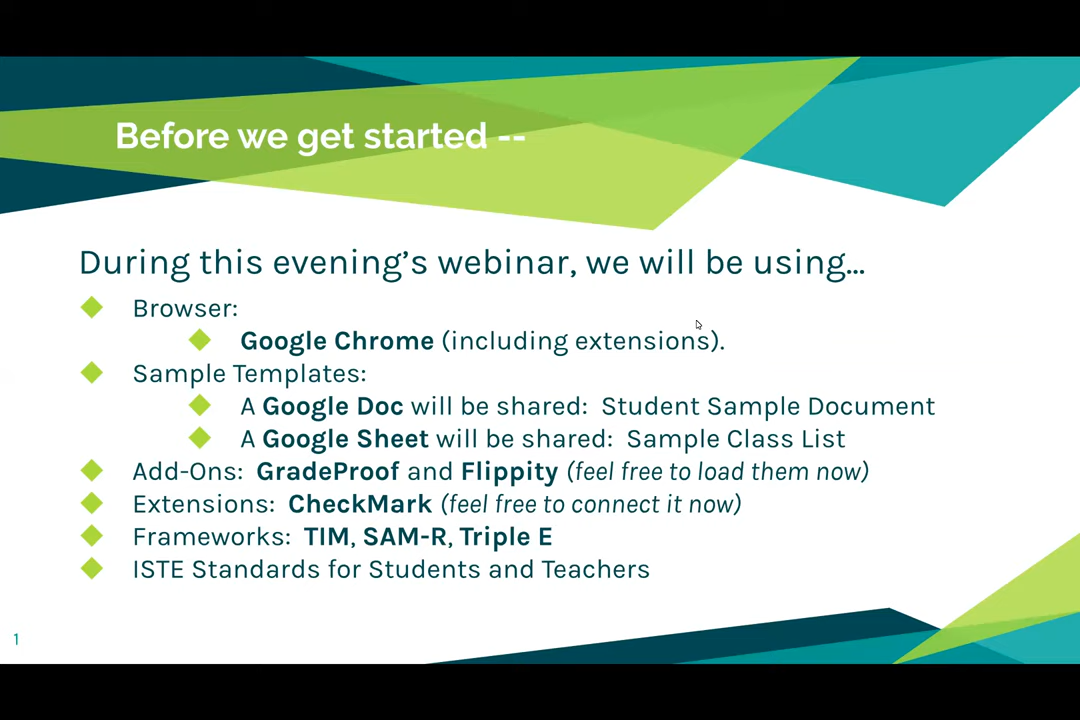 Before we get started --
During this evening’s webinar, we will be using…
Browser:
Google Chrome (including extensions).
Sample Templates:
A Google Doc will be shared: Student Sample Document
A Google Sheet will be shared: Sample Class List
Add-Ons: GradeProof and Flippity (feel free to load them now)
Extensions: CheckMark (feel free to connect it now)
Frameworks: TIM, SAM-R, Triple E
ISTE Standards for Students and Teachers
1